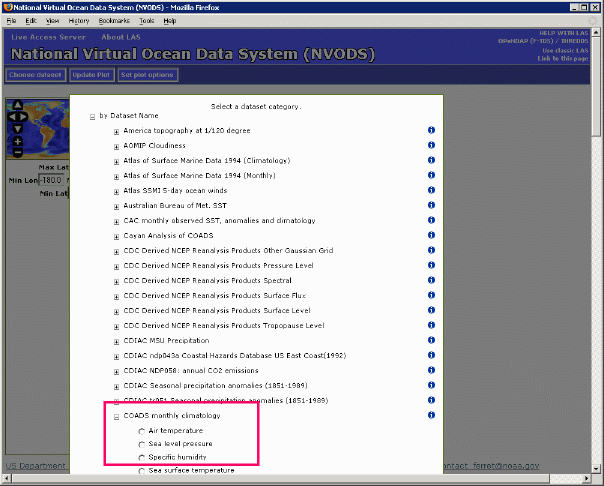 National Virtual Ocean Data System (NVODS) - Mozilla Firefox
File Edit View History Bookmarks Tools Help
Live Access Server About LAS
HELP WITH LAS
OPeNDAP (F-TDS) / THREDDS
National Virtual Ocean Data System (NVODS)
Use classic LAS
Link to this page
Choose dataset Update Plot Set plot options
Select a dataset category.
by Dataset Name
America topography at 1/120 degree
AOMIP Cloudiness
Atlas of Surface Marine Data 1994 (Climatology)
Max Lat
Atlas of Surface Marine Data 1994 (Monthly)
Min Lon -180.0
Atlas SSMI 5-day ocean winds
Min Lat
Australian Bureau of Met. SST
CAC monthly observed SST, anomalies and climatology
Cayan Analysis of COADS
CDC Derived NCEP Reanalysis Products Other Gaussian Grid
CDC Derived NCEP Reanalysis Products Pressure Level
CDC Derived NCEP Reanalysis Products Spectral
CDC Derived NCEP Reanalysis Products Surface Flux
CDC Derived NCEP Reanalysis Products Surface Level
CDC Derived NCEP Reanalysis Products Tropopause Level
CDIAC MSU Precipitation
CDIAC ndp043a Coastal Hazards Database US East Coast(1992)
CDIAC NDP058: annual CO2 emissions
CDIAC Seasonal precipitation anomalies (1851-1989)
CDIAC tr051 Seasonal precipitation anomalies (1851-1989)
COADS monthly climatology
Air temperature
Sea level pressure
Specific humidity
US Department
ontact_ferret@noaa.gov
Sea surface temperature